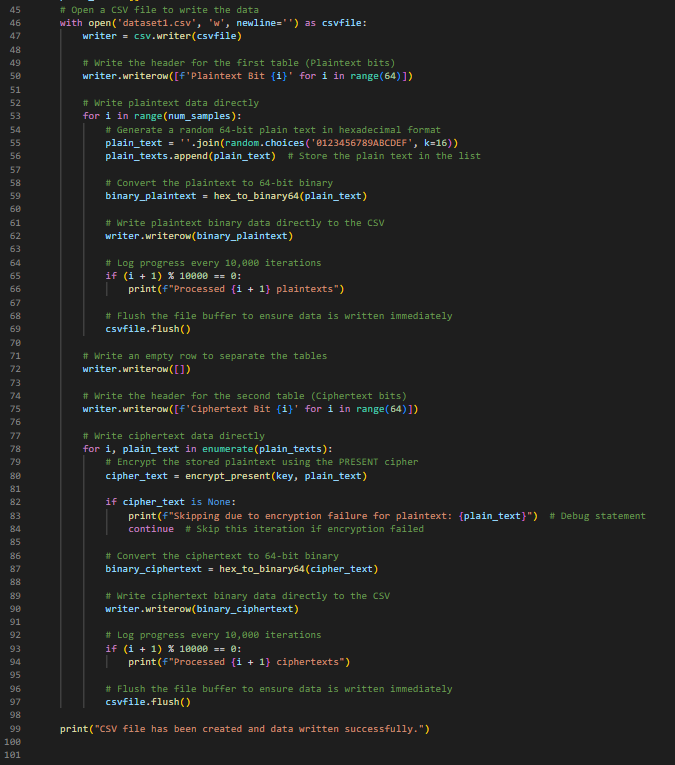 45 # Open a CSV file to write the data
46 with open('dataset1.csv', 'w', newline='') as csvfile:
47 writer = csv.writer(csvfile)
48
49 # Write the header for the first table (Plaintext bits)
50 writer.writerow([f'Plaintext Bit {i}' for i in range(64)])
51
52 # Write plaintext data directly
53 for i in range(num_samples):
54 # Generate a random 64-bit plain text in hexadecimal format
55 plain_text = ''.join(random.choices('0123456789ABCDEF', k=16))
56 plain_texts.append(plain_text)  # Store the plain text in the list
57
58 # Convert the plaintext to 64-bit binary
59 binary_plaintext = hex_to_binary64(plain_text)
60
61 # Write plaintext binary data directly to the CSV
62 writer.writerow(binary_plaintext)
63
64 # Log progress every 10,000 iterations
65 if (i + 1) % 10000 == 0:
66 print(f"Processed {i + 1} plaintexts")
67
68 # Flush the file buffer to ensure data is written immediately
69 csvfile.flush()
70
71 # Write an empty row to separate the tables
72 writer.writerow([])
73
74 # Write the header for the second table (Ciphertext bits)
75 writer.writerow([f'Ciphertext Bit {i}' for i in range(64)])
76
77 # Write ciphertext data directly
78 for i, plain_text in enumerate(plain_texts):
79 # Encrypt the stored plaintext using the PRESENT cipher
80 cipher_text = encrypt_present(key, plain_text)
81
82 if cipher_text is None:
83 print(f"Skipping due to encryption failure for plaintext: {plain_text}")  # Debug statement
84 continue  # Skip this iteration if encryption failed
85
86 # Convert the ciphertext to 64-bit binary
87 binary_ciphertext = hex_to_binary64(cipher_text)
88
89 # Write ciphertext binary data directly to the CSV
90 writer.writerow(binary_ciphertext)
91
92 # Log progress every 10,000 iterations
93 if (i + 1) % 10000 == 0:
94 print(f"Processed {i + 1} ciphertexts")
95
96 # Flush the file buffer to ensure data is written immediately
97 csvfile.flush()
98
99 print("CSV file has been created and data written successfully.")
100
101